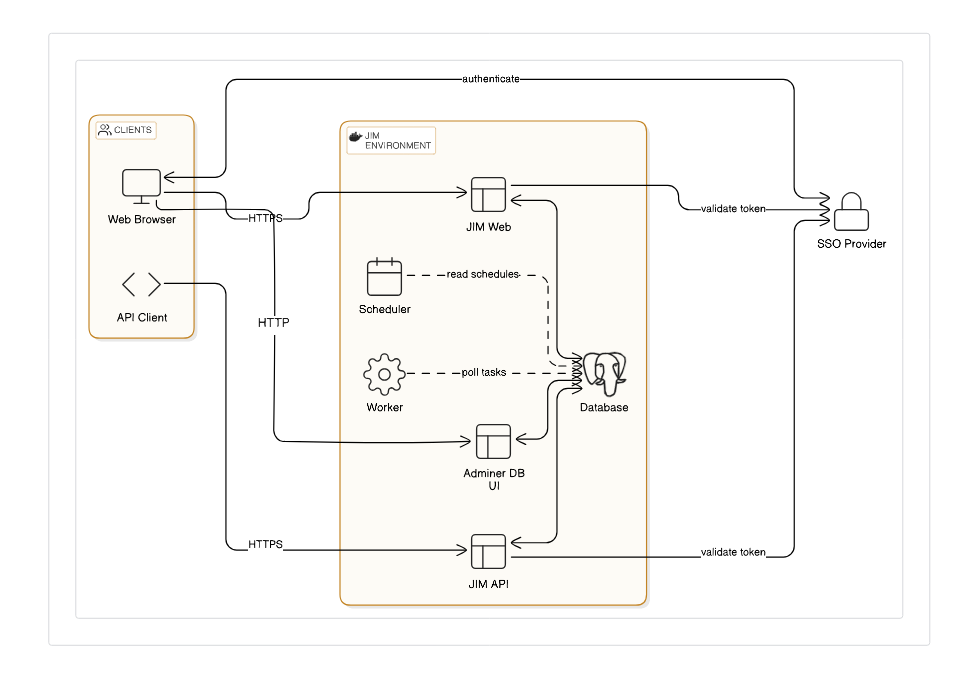 authenticate
CLIENTS
JIM
ENVIRONMENT
Web Browser
HTTPS
JIM Web
validate token
SSO Provider
read schedules
Scheduler
API Client
HTTP
poll tasks
Worker
Database
Adminer DB
UI
HTTPS
validate token
JIM API